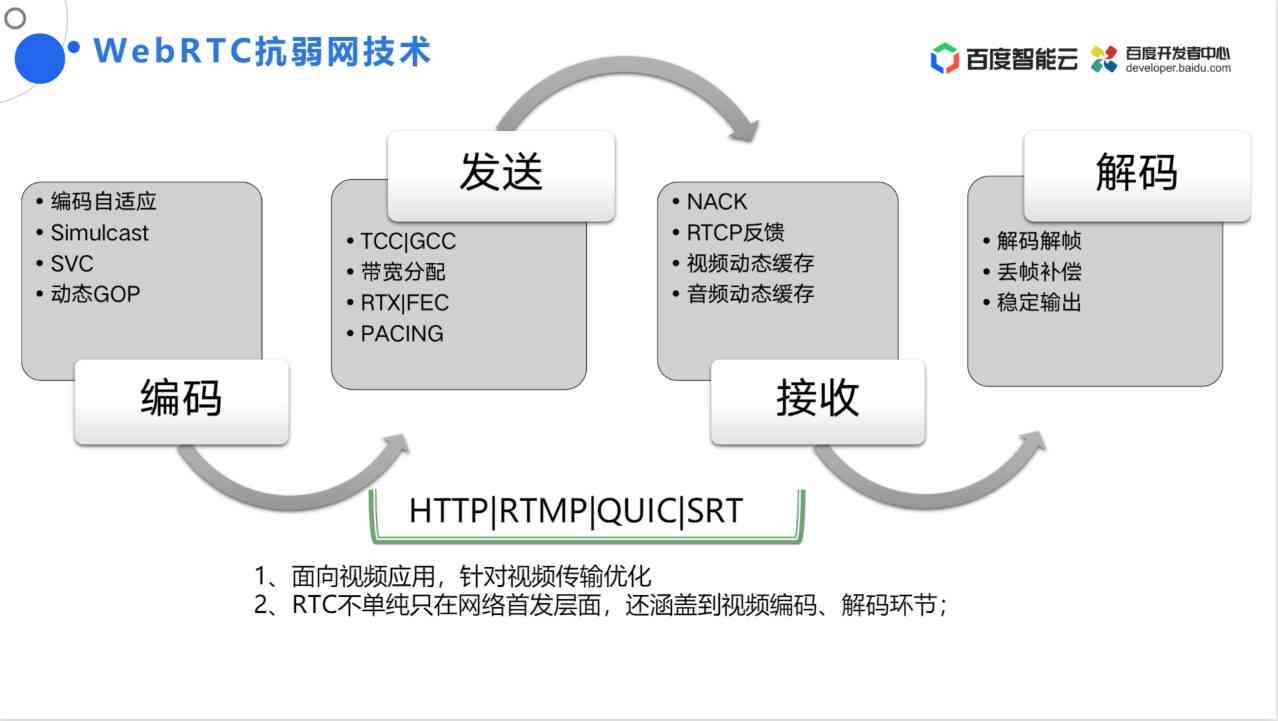 WebRTC抗弱网技术
百度智能云
百度开发者中心
developer.baidu.com
• 编码自适应
• Simulcast
• SVC
• 动态GOP
编码
发送
• TCC|GCC
• 带宽分配
• RTX|FEC
• PACING
• NACK
• RTCP反馈
• 视频动态缓存
• 音频动态缓存
接收
解码
• 解码解帧
• 丢帧补偿
• 稳定输出
HTTP|RTMP|QUIC|SRT
1、面向视频应用，针对视频传输优化
2、RTC不单纯只在网络首发层面，还涵盖到视频编码、解码环节；